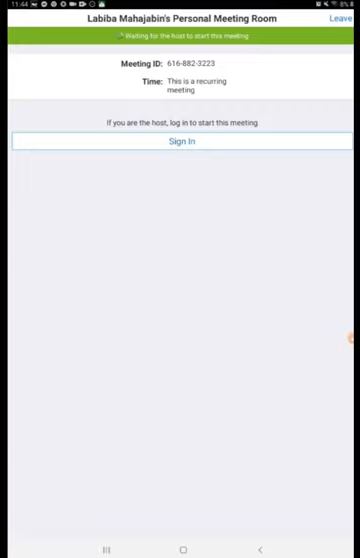 11:44
8%
Labiba Mahajabin's Personal Meeting Room
Leave
Waiting for the host to start this meeting
Meeting ID: 616-882-3223
Time: This is a recurring
meeting
If you are the host, log in to start this meeting
Sign In